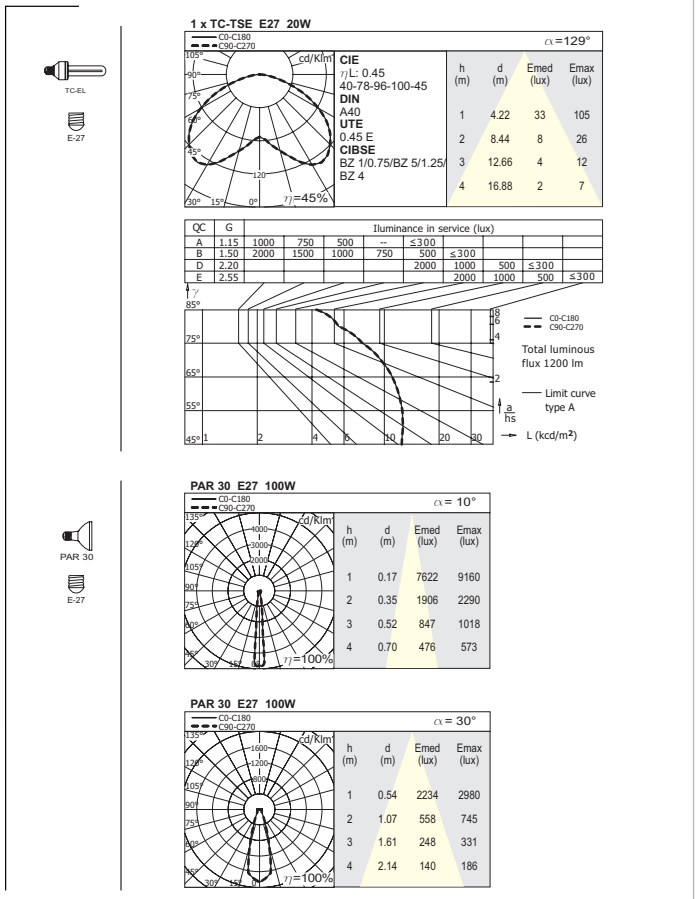 1 x TC-TSE E27 20W
C0-C180
C90-C270
α=129°
TC-EL
E-27
105°
90°
75°
60°
45°
30° 15° 0°
cd/Klm
120
η=45%
CIE
ηL: 0.45
40-78-96-100-45
DIN
A40
UTE
0.45 E
CIBSE
BZ 1/0.75/BZ 5/1.25/
BZ 4
h d Emed Emax
(m) (m) (lux) (lux)
1 4.22 33 105
2 8.44 8 26
3 12.66 4 12
4 16.88 2 7
QC G Iluminance in service (lux)
A 1.15 1000 750 500 -- ≤300
B 1.50 2000 1500 1000 750 500 ≤300
D 2.20 2000 1000 500 ≤300
E 2.55 2000 1000 500 ≤300
γ
85°
75°
65°
55°
45° 1 2 4 6 10 20 30
8
6
4
2
a
hs
L (kcd/m²)
C0-C180
C90-C270
Total luminous
flux 1200 lm
Limit curve
type A
PAR 30 E27 100W
C0-C180
C90-C270
α= 10°
PAR 30
E-27
135°
120°
105°
90°
75°
60°
45°
30° 15° 0°
cd/Klm
4000
3000
2000
η=100%
h d Emed Emax
(m) (m) (lux) (lux)
1 0.17 7622 9160
2 0.35 1906 2290
3 0.52 847 1018
4 0.70 476 573
PAR 30 E27 100W
C0-C180
C90-C270
α= 30°
135°
120°
105°
90°
75°
60°
45°
30° 15° 0°
cd/Klm
1600
1200
800
η=100%
h d Emed Emax
(m) (m) (lux) (lux)
1 0.54 2234 2980
2 1.07 558 745
3 1.61 248 331
4 2.14 140 186